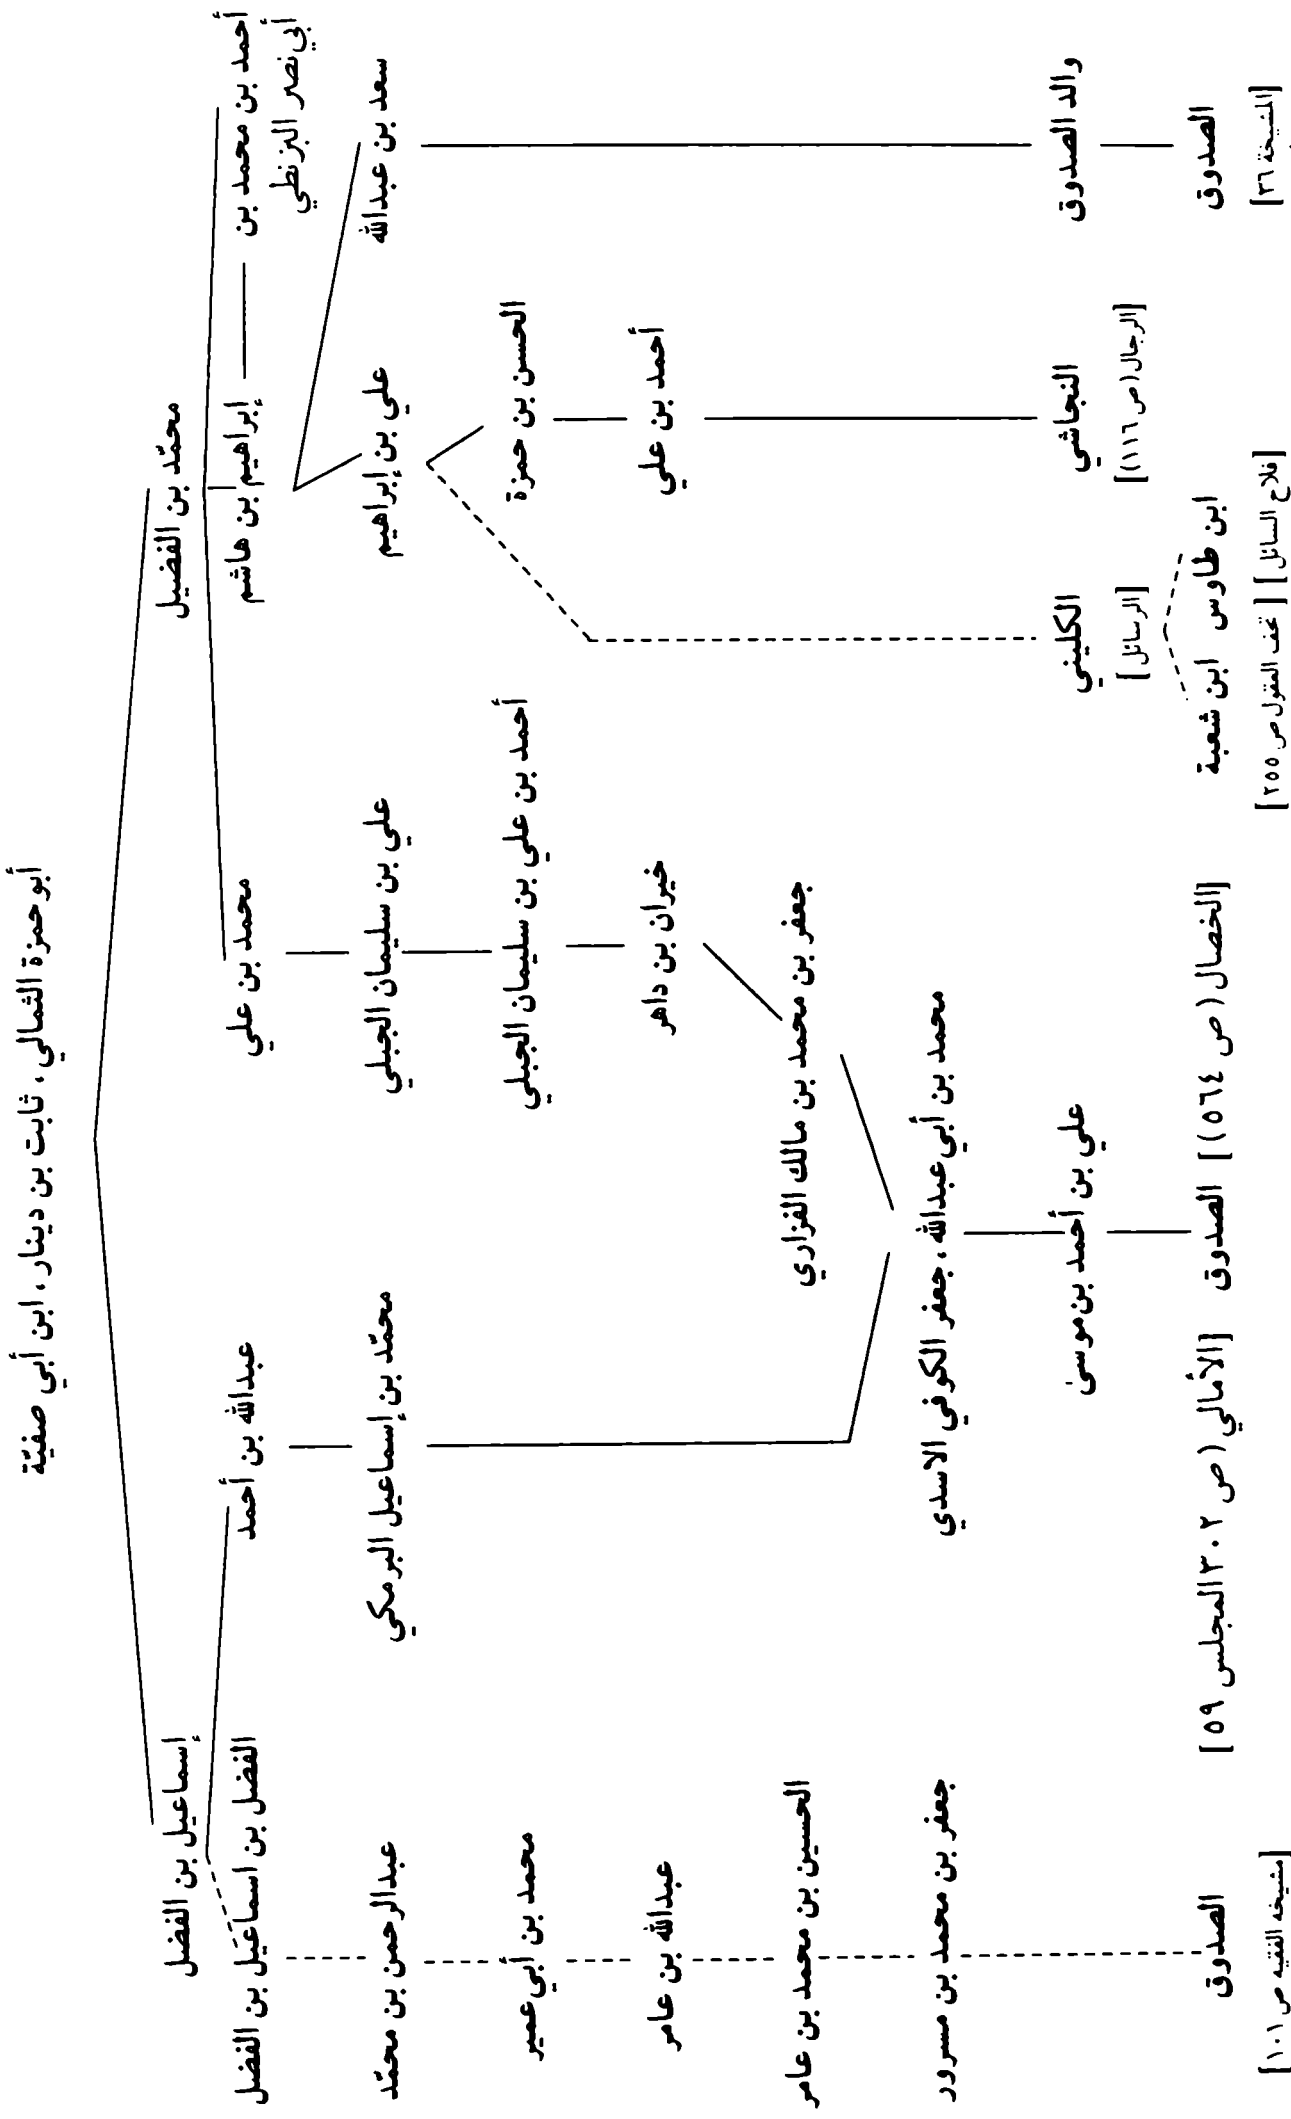 أبو حمزة الثمالي، ثابت بن دينار، ابن أبي صفيّة
محمّد بن الفضيل
إسماعيل بن الفضل
أحمد بن محمد بن
أبي نصر البزنطي
إبراهيم بن هاشم
محمد بن علي
عبدالله بن أحمد
الفضل بن اسماعيل بن الفضل
سعد بن عبدالله
علي بن إبراهيم
علي بن سليمان الجبلي
محمّد بن إسماعيل البرمكي
عبدالرحمن بن محمّد
الحسن بن حمزة
أحمد بن علي بن سليمان الجبلي
محمد بن أبي عمير
أحمد بن علي
خيران بن داهر
عبدالله بن عامر
جعفر بن محمد بن مالك الفزاري
الحسين بن محمد بن عامر
محمد بن أبي عبدالله، جعفر الكوفي الاسدي
جعفر بن محمد بن مسرور
والد الصدوق
النجاشي
[الرجال (ص ١١٦)]
الكليني
[الرسائل]
علي بن أحمد بن موسى
الصدوق
[المشيخة ٣٦]
ابن طاوس
[فلاح السائل]
ابن شعبة
[تحف العقول ص ٢٥٥]
[الخصال (ص ٥٦٤)] الصدوق [الأمالي (ص ٣٠٢ المجلس ٥٩]
الصدوق
[مشيخه الفقيه ص ١٠١]